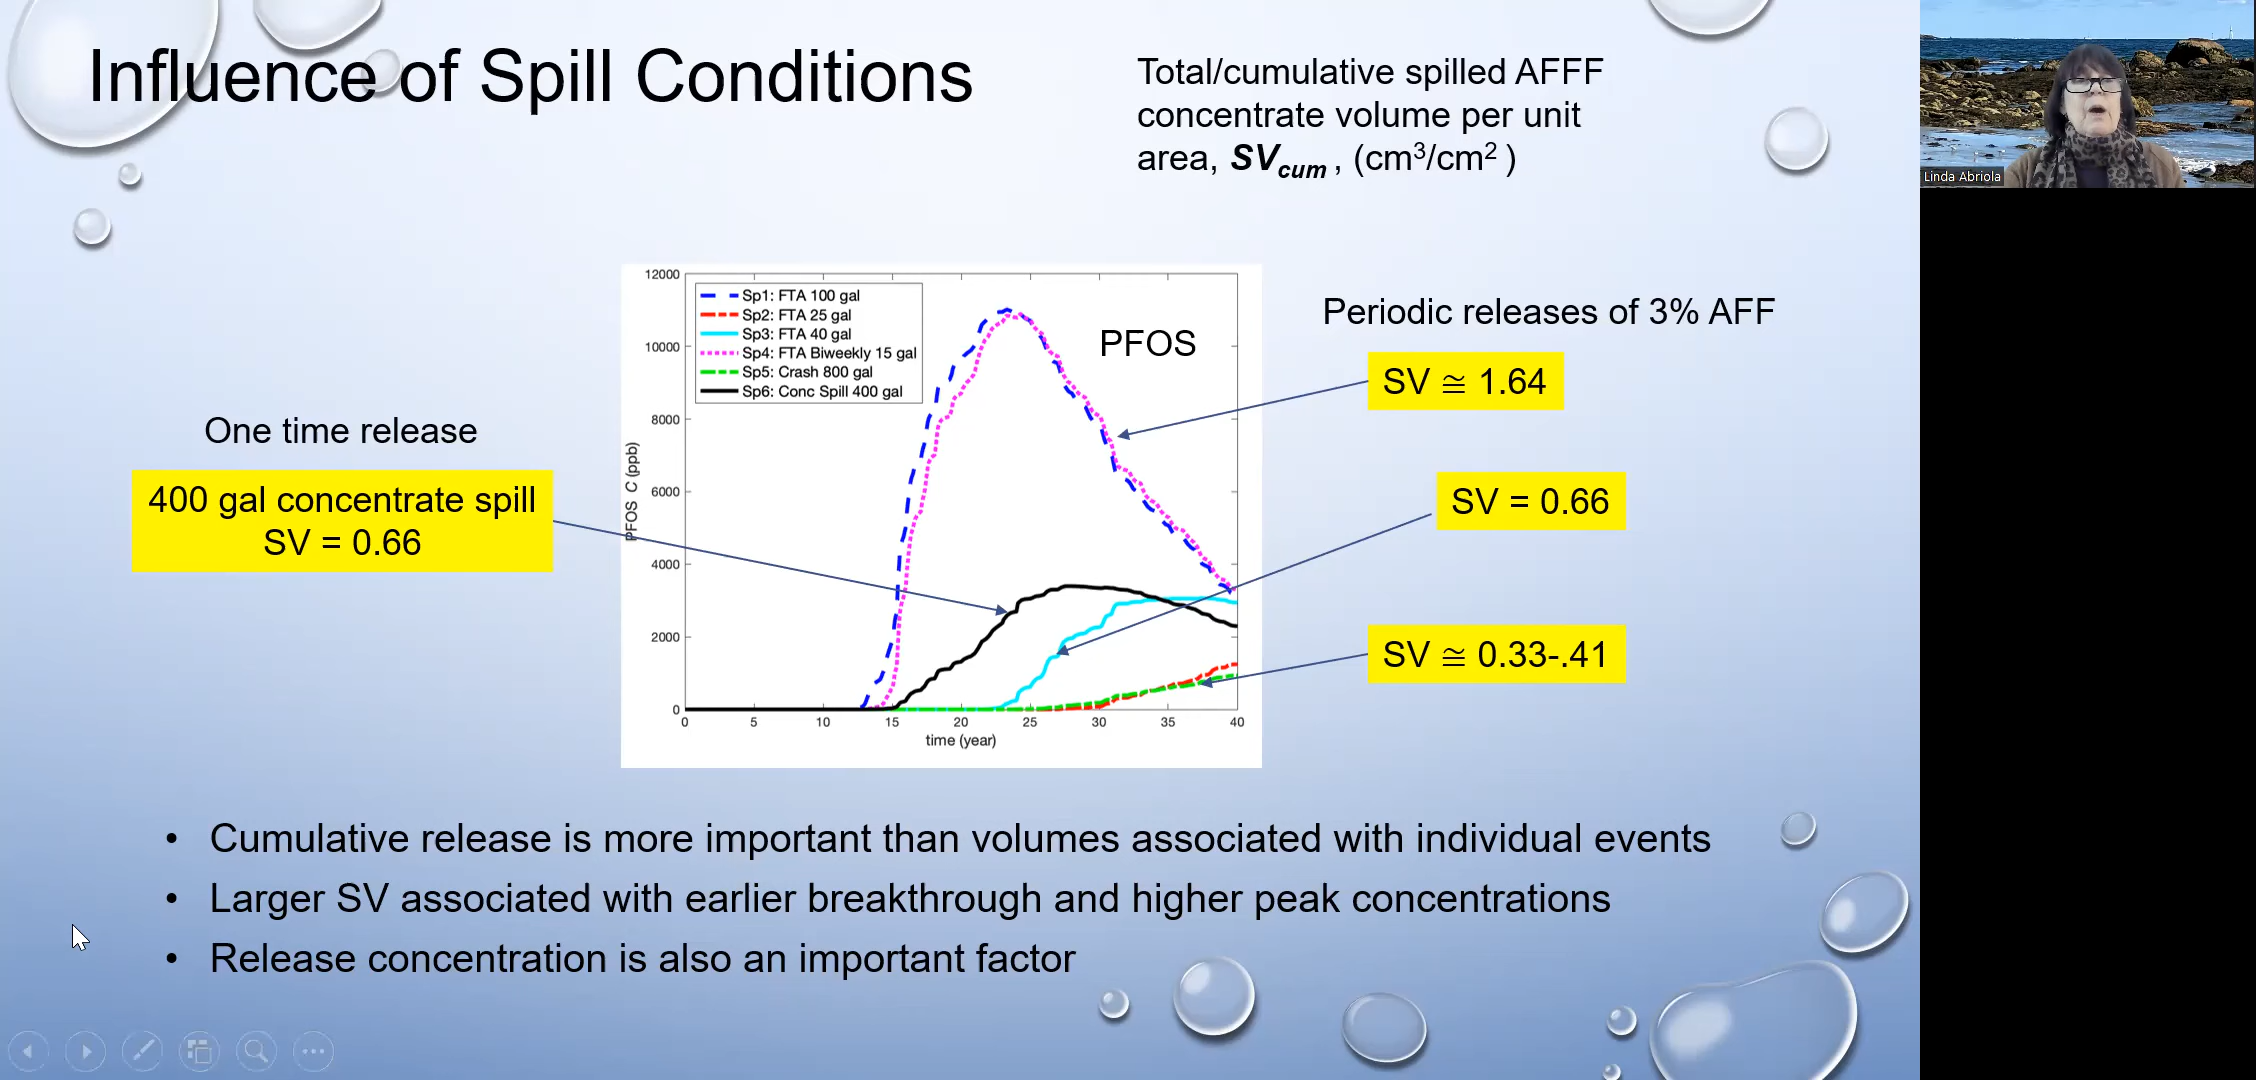 Influence of Spill Conditions
Total/cumulative spilled AFFF
concentrate volume per unit
area, SVcum , (cm3/cm2 )
Linda Abriola
One time release
400 gal concentrate spill
SV = 0.66
12000
10000
8000
6000
4000
2000
0
PFOS C (ppb)
Sp1: FTA 100 gal
Sp2: FTA 25 gal
Sp3: FTA 40 gal
Sp4: FTA Biweekly 15 gal
Sp5: Crash 800 gal
Sp6: Conc Spill 400 gal
PFOS
0 5 10 15 20 25 30 35 40
time (year)
Periodic releases of 3% AFF
SV ≅ 1.64
SV = 0.66
SV ≅ 0.33-.41
• Cumulative release is more important than volumes associated with individual events
• Larger SV associated with earlier breakthrough and higher peak concentrations
• Release concentration is also an important factor